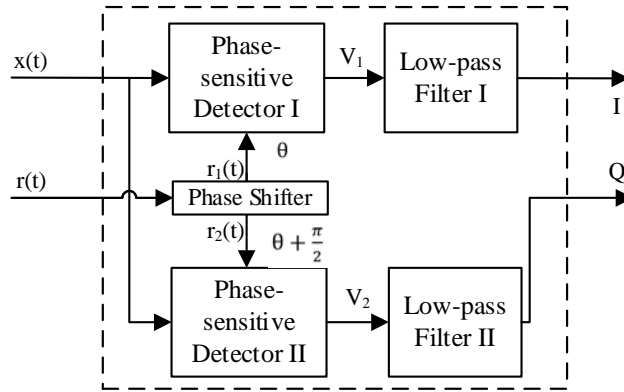 x(t)
Phase-
sensitive
Detector I
V₁
Low-pass
Filter I
I
r₁(t)
θ
r(t)
Phase Shifter
Q
r₂(t)
θ + π/2
Phase-
sensitive
Detector II
V₂
Low-pass
Filter II